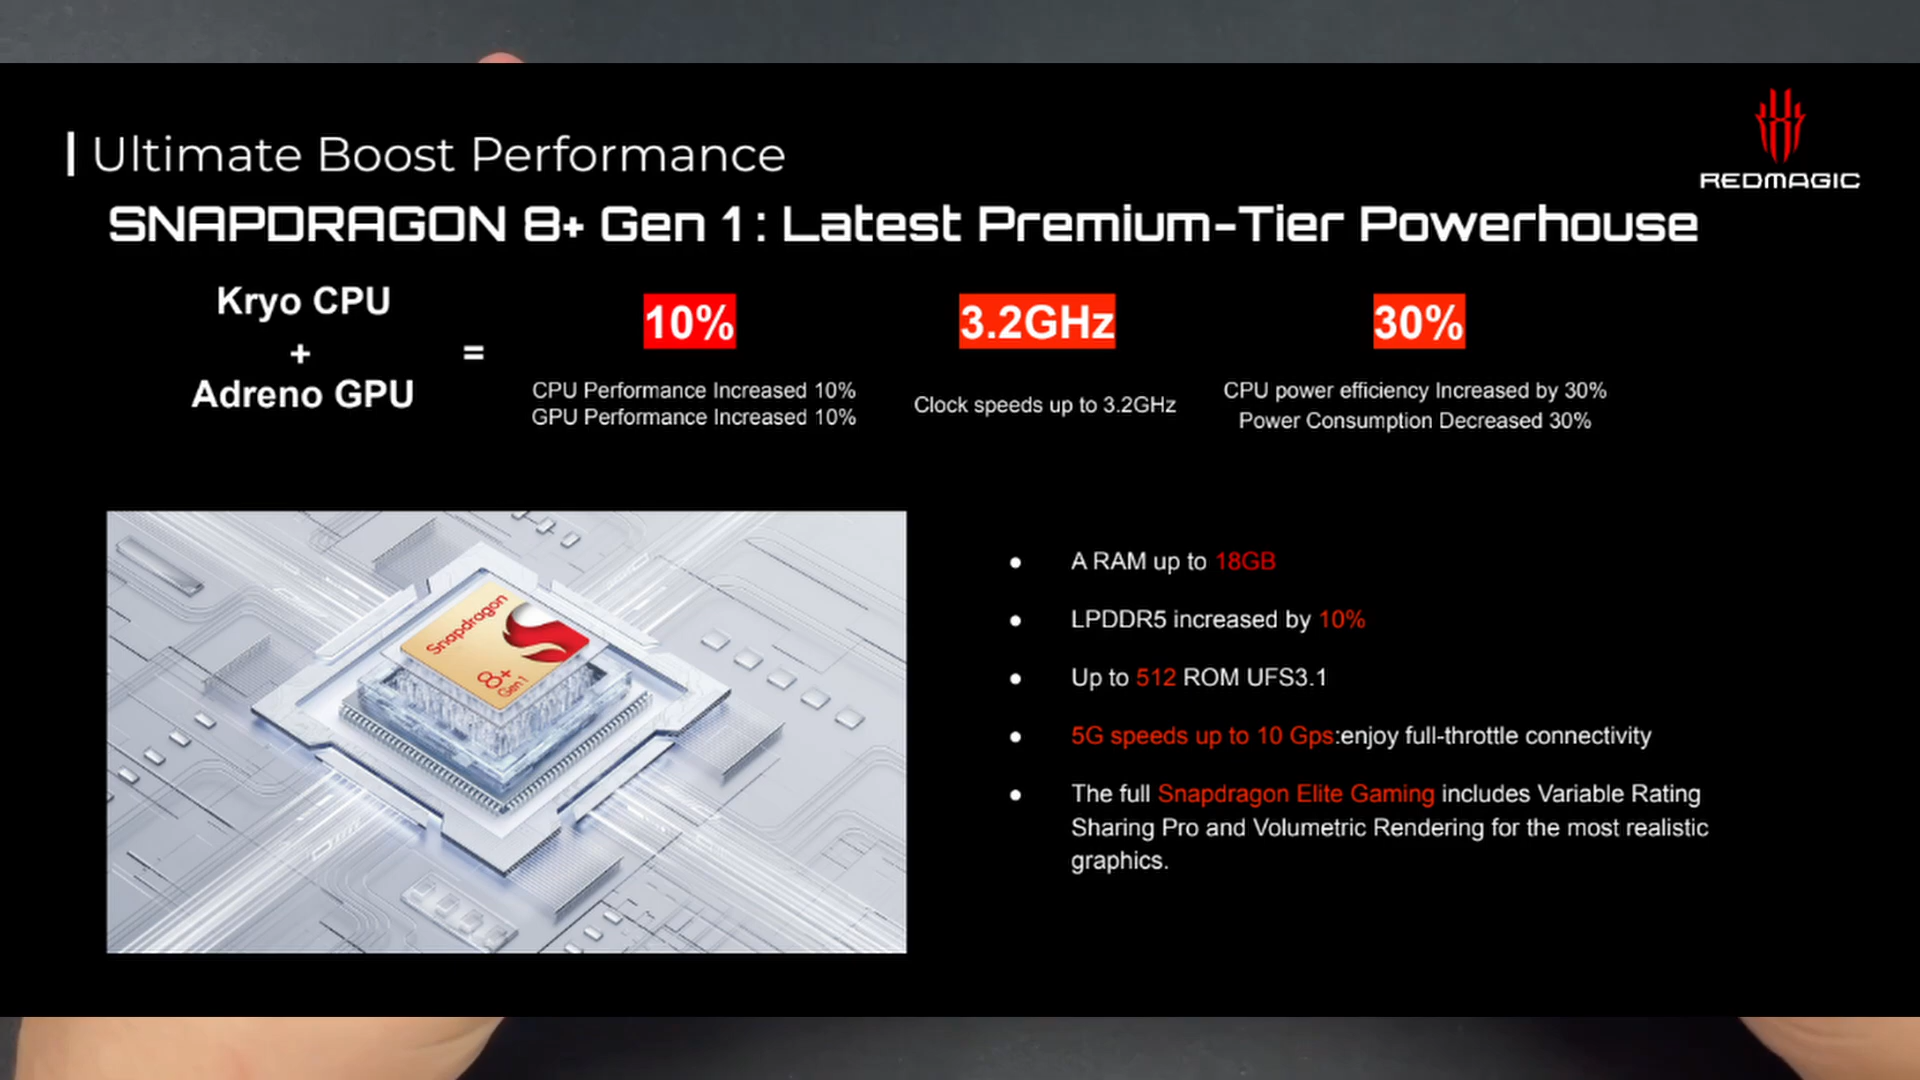 Ultimate Boost Performance
REDMAGIC
SNAPDRAGON 8+ Gen 1: Latest Premium-Tier Powerhouse
Kryo CPU
+
Adreno GPU
=
10%
CPU Performance Increased 10%
GPU Performance Increased 10%
3.2GHz
Clock speeds up to 3.2GHz
30%
CPU power efficiency Increased by 30%
Power Consumption Decreased 30%
Snapdragon
8+
Gen 1
● A RAM up to 18GB
● LPDDR5 increased by 10%
● Up to 512 ROM UFS3.1
● 5G speeds up to 10 Gps:enjoy full-throttle connectivity
● The full Snapdragon Elite Gaming includes Variable Rating
Sharing Pro and Volumetric Rendering for the most realistic
graphics.